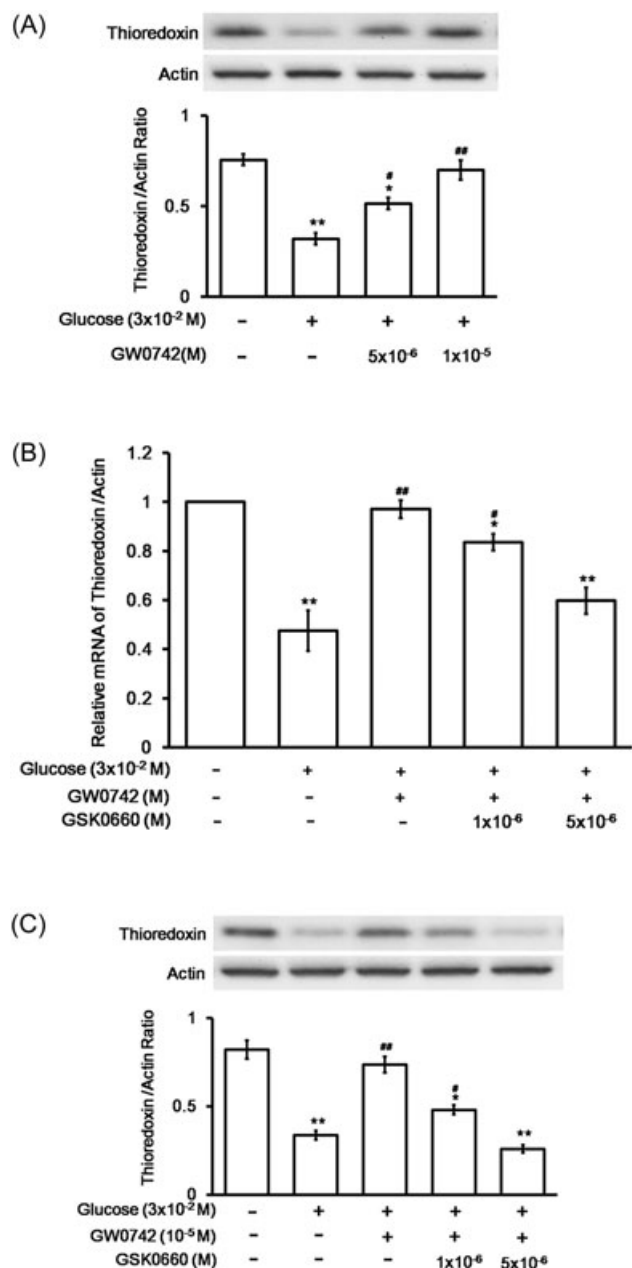 (A)
Thioredoxin
Actin
Thioredoxin /Actin Ratio
1
0.5
0
**
#
*
##
Glucose (3x10⁻² M) – + + +
GW0742(M) – – 5x10⁻⁶ 1x10⁻⁵
(B)
Relative mRNA of Thioredoxin /Actin
1.2
1
0.8
0.6
0.4
0.2
0
**
##
#
*
**
Glucose (3x10⁻² M) – + + + +
GW0742 (M) – – + + +
GSK0660 (M) – – – 1x10⁻⁶ 5x10⁻⁶
(C)
Thioredoxin
Actin
Thioredoxin /Actin Ratio
1
0.5
0
**
##
#
*
**
Glucose (3x10⁻² M) – + + + +
GW0742 (10⁻⁵ M) – – + + +
GSK0660 (M) – – – 1x10⁻⁶ 5x10⁻⁶